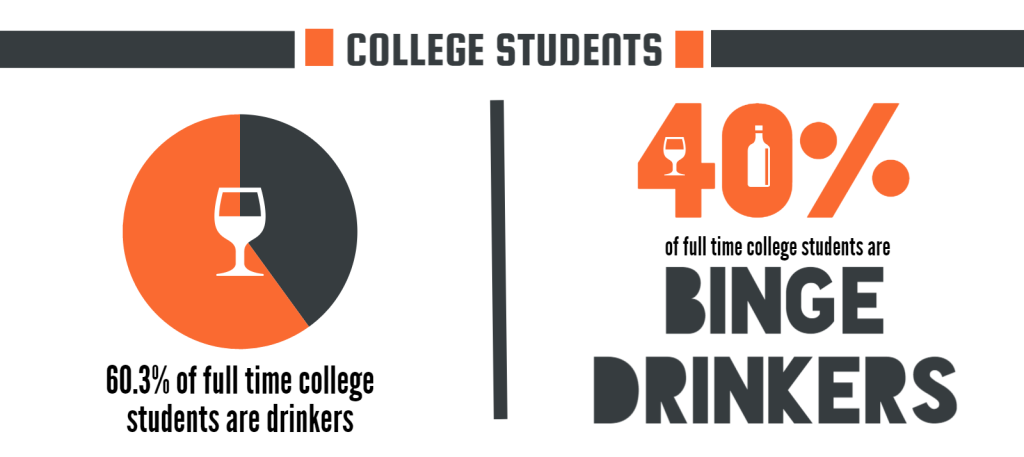 COLLEGE STUDENTS
60.3% of full time college
students are drinkers
40%
of full time college students are
BINGE
DRINKERS